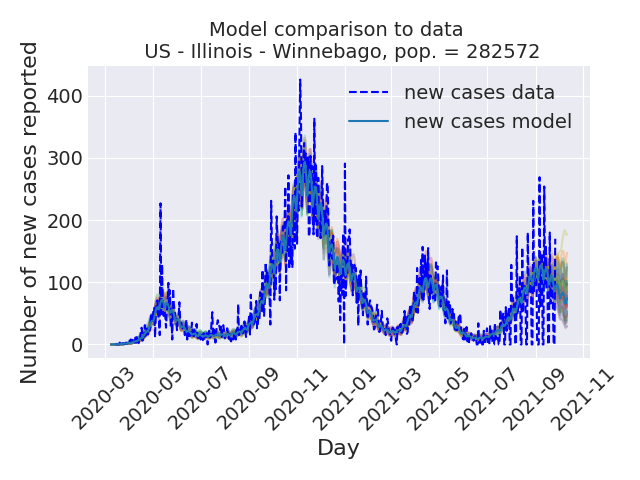 Model comparison to data
US - Illinois - Winnebago, pop. = 282572
Number of new cases reported
400
300
200
100
0
new cases data
new cases model
2020-03
2020-05
2020-07
2020-09
2020-11
2021-01
2021-03
2021-05
2021-07
2021-09
2021-11
Day